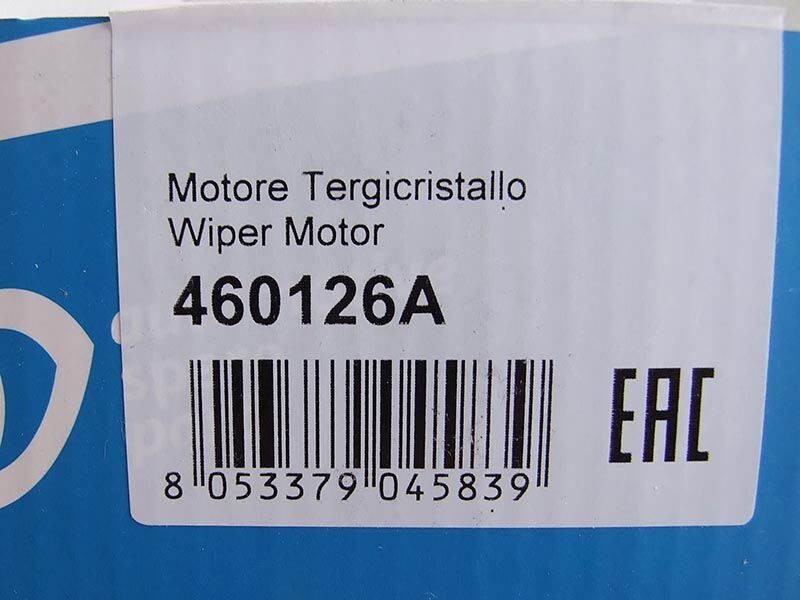 Motore Tergicristallo
Wiper Motor
460126A
8 053379 045839
EAC